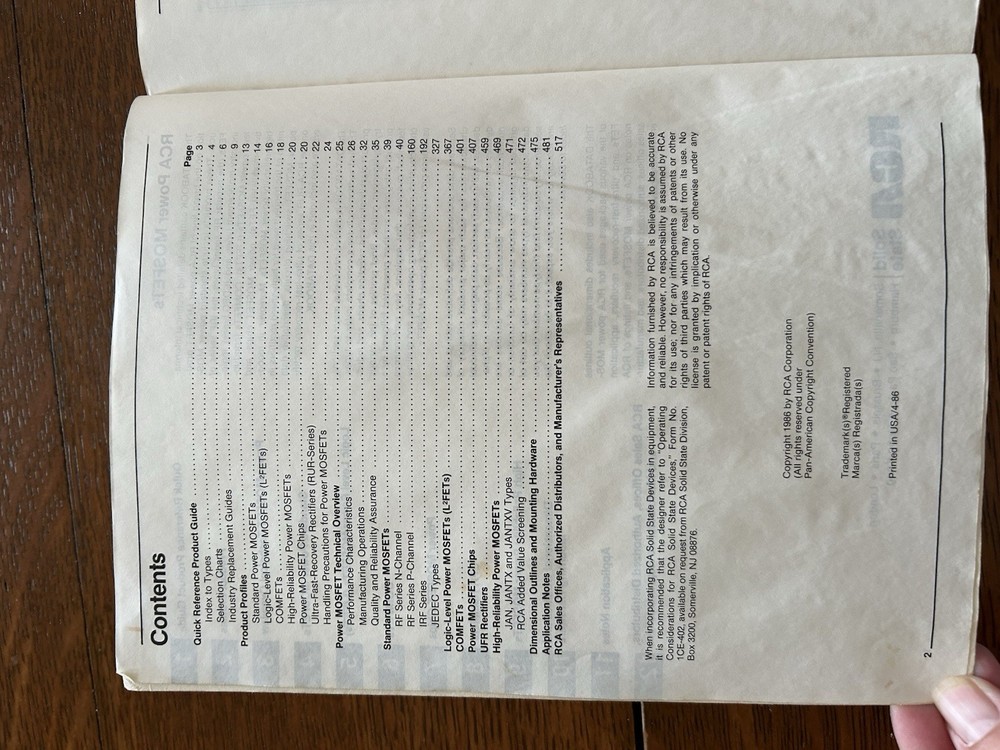 Contents
Page
Quick Reference Product Guide 3
Index to Types 4
Selection Charts 6
Industry Replacement Guides 9
Product Profiles 13
Standard Power MOSFETs 14
Logic-Level Power MOSFETs (L²FETs) 16
COMFETs 18
High-Reliability Power MOSFETs 20
Power MOSFET Chips 20
Ultra-Fast-Recovery Rectifiers (RUR-Series) 22
Handling Precautions for Power MOSFETs 24
Power MOSFET Technical Overview 25
Performance Characteristics 26
Manufacturing Operations 32
Quality and Reliability Assurance 35
Standard Power MOSFETs 39
RF Series N-Channel 40
RF Series P-Channel 160
IRF Series 192
JEDEC Types 327
Logic-Level Power MOSFETs (L²FETs) 367
COMFETs 401
Power MOSFET Chips 407
UFR Rectifiers 459
High-Reliability Power MOSFETs 469
JAN, JANTX and JANTXV Types 471
RCA Added Value Screening 472
Dimensional Outlines and Mounting Hardware 475
Application Notes 481
RCA Sales Offices, Authorized Distributors, and Manufacturer's Representatives 517
When incorporating RCA Solid State Devices in equipment,
it is recommended that the designer refer to "Operating
Considerations for RCA Solid State Devices," Form No.
1CE-402, available on request from RCA Solid State Division,
Box 3200, Somerville, NJ 08876.
Information furnished by RCA is believed to be accurate
and reliable. However, no responsibility is assumed by RCA
for its use; nor for any infringements of patents or other
rights of third parties which may result from its use. No
license is granted by implication or otherwise under any
patent or patent rights of RCA.
Copyright 1986 by RCA Corporation
(All rights reserved under
Pan-American Copyright Convention)
Trademark(s)®Registered
Marca(s) Registrada(s)
Printed in USA/4-86
2